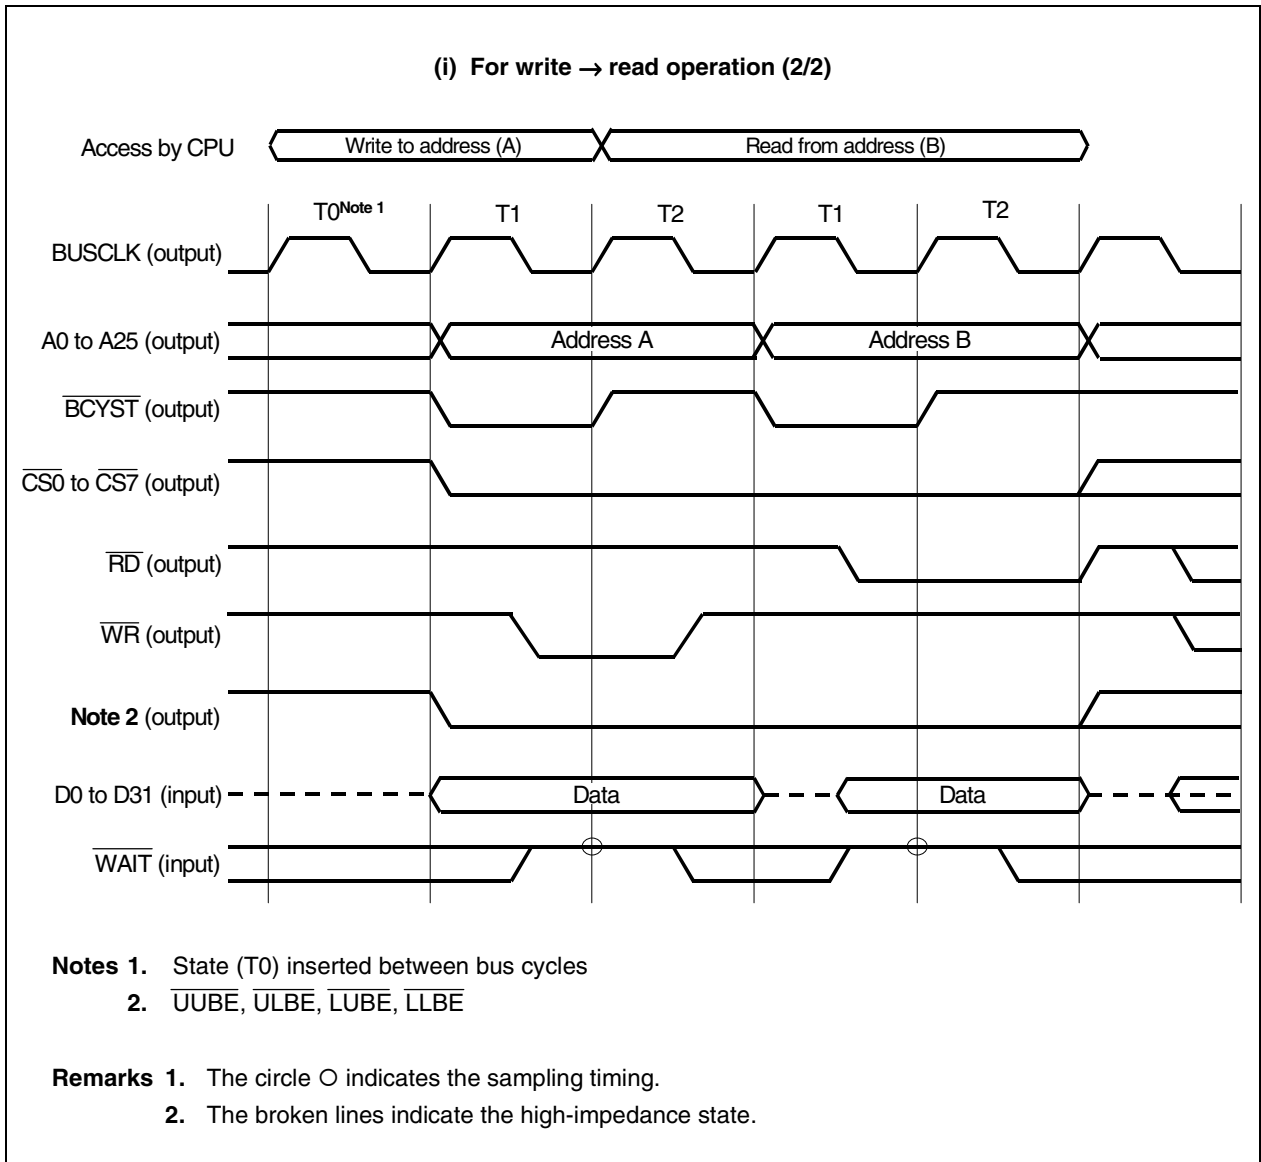 (i) For write → read operation (2/2)
Access by CPU
Write to address (A)
Read from address (B)
T0Note 1
T1
T2
T1
T2
BUSCLK (output)
A0 to A25 (output)
Address A
Address B
BCYST (output)
CS0 to CS7 (output)
RD (output)
WR (output)
Note 2 (output)
D0 to D31 (input)
Data
Data
WAIT (input)
Notes 1. State (T0) inserted between bus cycles
2. UUBE, ULBE, LUBE, LLBE
Remarks 1. The circle O indicates the sampling timing.
2. The broken lines indicate the high-impedance state.